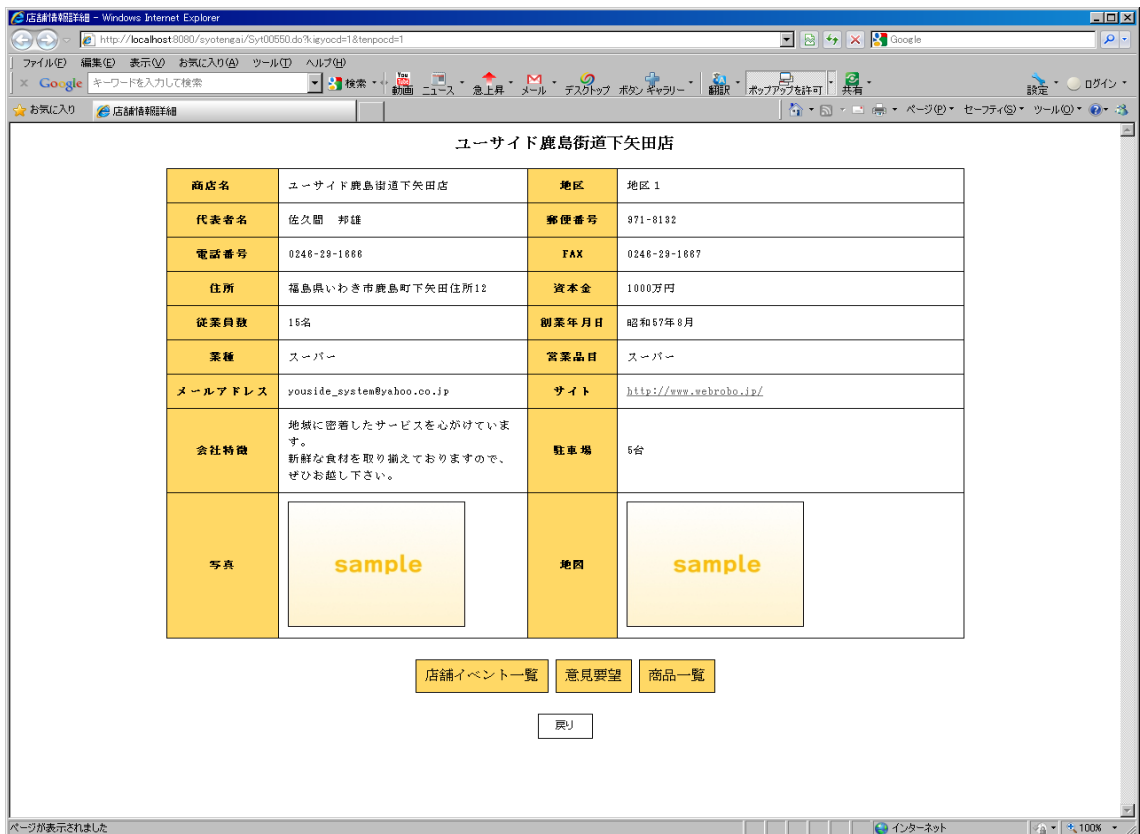 店舗情報詳細 - Windows Internet Explorer
http://localhost:8080/syotengai/Syt00550.do?kigyocd=1&tenpocd=1
Google
ファイル(F) 編集(E) 表示(V) お気に入り(A) ツール(T) ヘルプ(H)
× Google キーワードを入力して検索 検索 動画 ニュース 急上昇 メール デスクトップ ボタン ギャラリー 翻訳 ポップアップを許可 共有 設定 ログイン
お気に入り 店舗情報詳細 ページ(P) セーフティ(S) ツール(O)
ユーサイド鹿島街道下矢田店
商店名 ユーサイド鹿島街道下矢田店 地区 地区1
代表者名 佐久間 邦雄 郵便番号 971-8132
電話番号 0246-29-1666 FAX 0246-29-1667
住所 福島県いわき市鹿島町下矢田住所12 資本金 1000万円
従業員数 15名 創業年月日 昭和57年8月
業種 スーパー 営業品目 スーパー
メールアドレス youside_system@yahoo.co.jp サイト http://www.webrobo.jp/
会社特徴 地域に密着したサービスを心がけていま
す。
新鮮な食材を取り揃えておりますので、
ぜひお越し下さい。
駐車場 5台
写真 sample 地図 sample
店舗イベント一覧 意見要望 商品一覧
戻り
ページが表示されました インターネット 100%